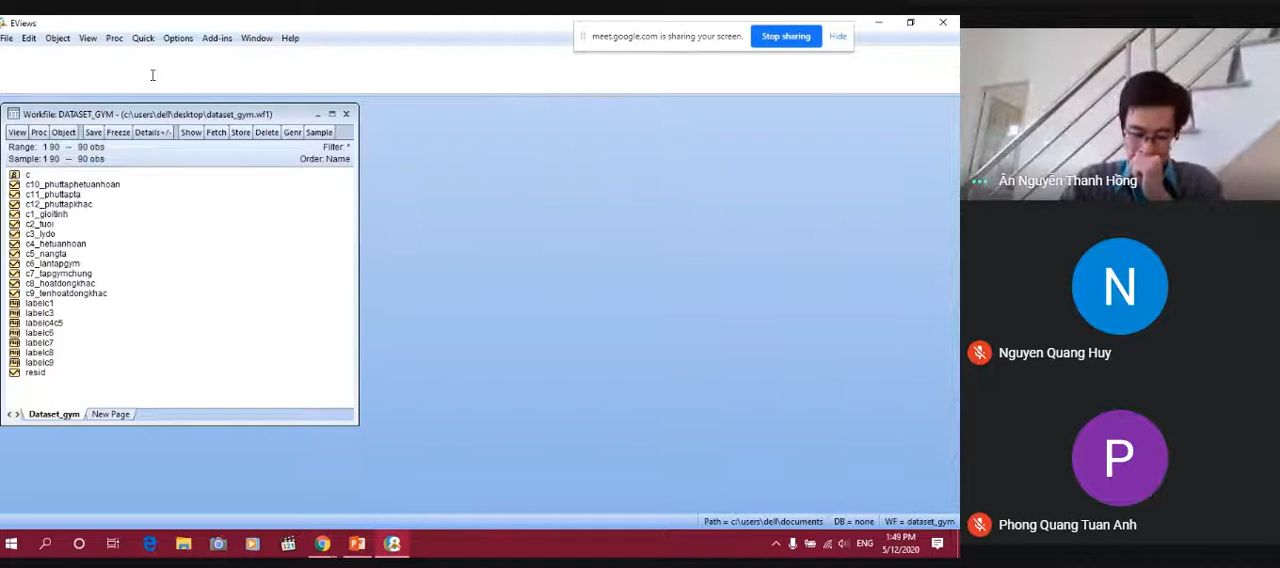 EViews
File Edit Object View Proc Quick Options Add-ins Window Help
meet.google.com is sharing your screen. Stop sharing Hide
Workfile: DATASET_GYM - (c:\users\dell\desktop\dataset_gym.wf1)
View Proc Object Save Freeze Details+/- Show Fetch Store Delete Genr Sample
Range: 1 90 -- 90 obs Filter: *
Sample: 1 90 -- 90 obs Order: Name
c
c10_phuttaphetuanhoan
c11_phuttapta
c12_phuttapkhac
c1_gioitinh
c2_tuoi
c3_lydo
c4_hetuanhoan
c5_nangta
c6_lantapgym
c7_tapgymchung
c8_hoatdongkhac
c9_tenhoatdongkhac
labelc1
labelc3
labelc4c5
labelc6
labelc7
labelc8
labelc9
resid
Dataset_gym New Page
Path = c:\users\dell\documents DB = none WF = dataset_gym
ENG
1:49 PM
5/12/2020
Ân Nguyễn Thanh Hồng
N
Nguyen Quang Huy
P
Phong Quang Tuan Anh